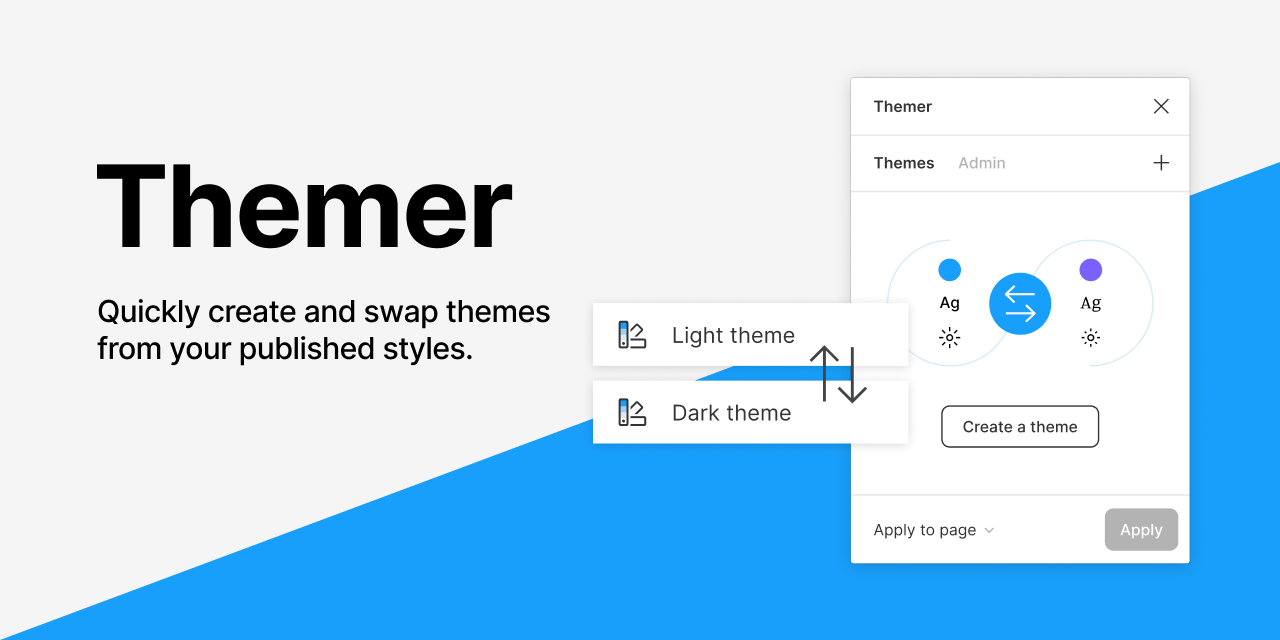 Themer
Quickly create and swap themes
from your published styles.
Light theme
Dark theme
Themer
Themes Admin
Ag
Ag
Create a theme
Apply to page
Apply